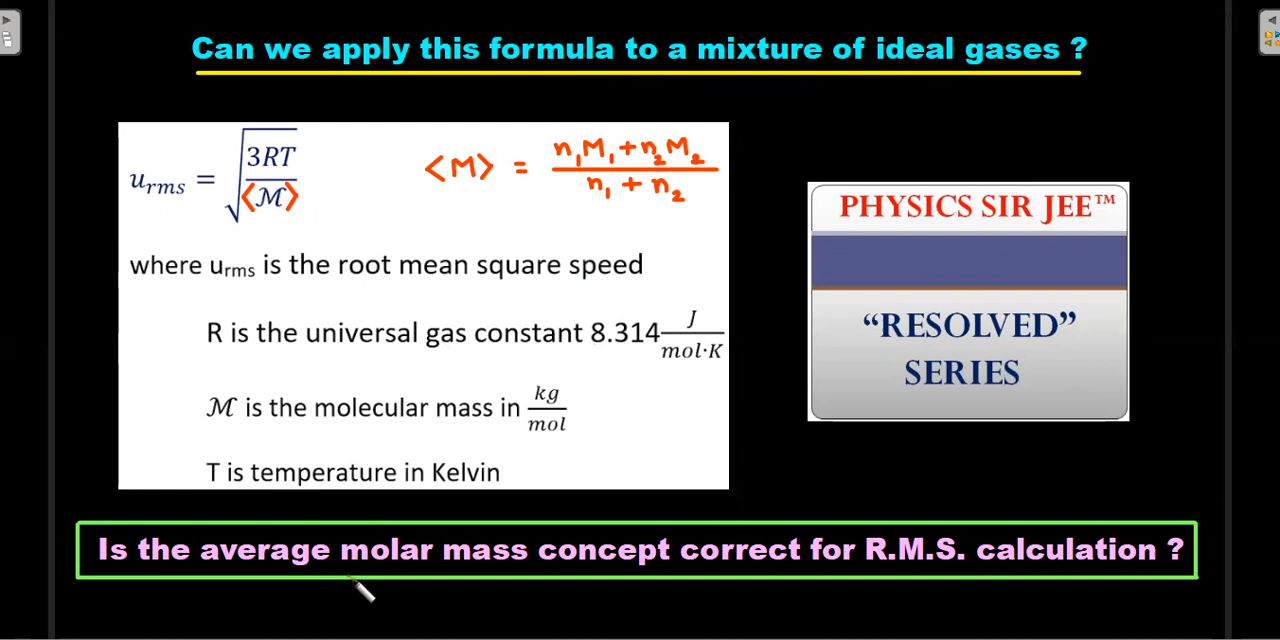 Can we apply this formula to a mixture of ideal gases ?
u_rms = √(3RT / <ℳ>)
<M> = (n₁M₁ + n₂M₂) / (n₁ + n₂)
where u_rms is the root mean square speed
R is the universal gas constant 8.314 J / mol·K
ℳ is the molecular mass in kg / mol
T is temperature in Kelvin
PHYSICS SIR JEE™
“RESOLVED”
SERIES
Is the average molar mass concept correct for R.M.S. calculation ?